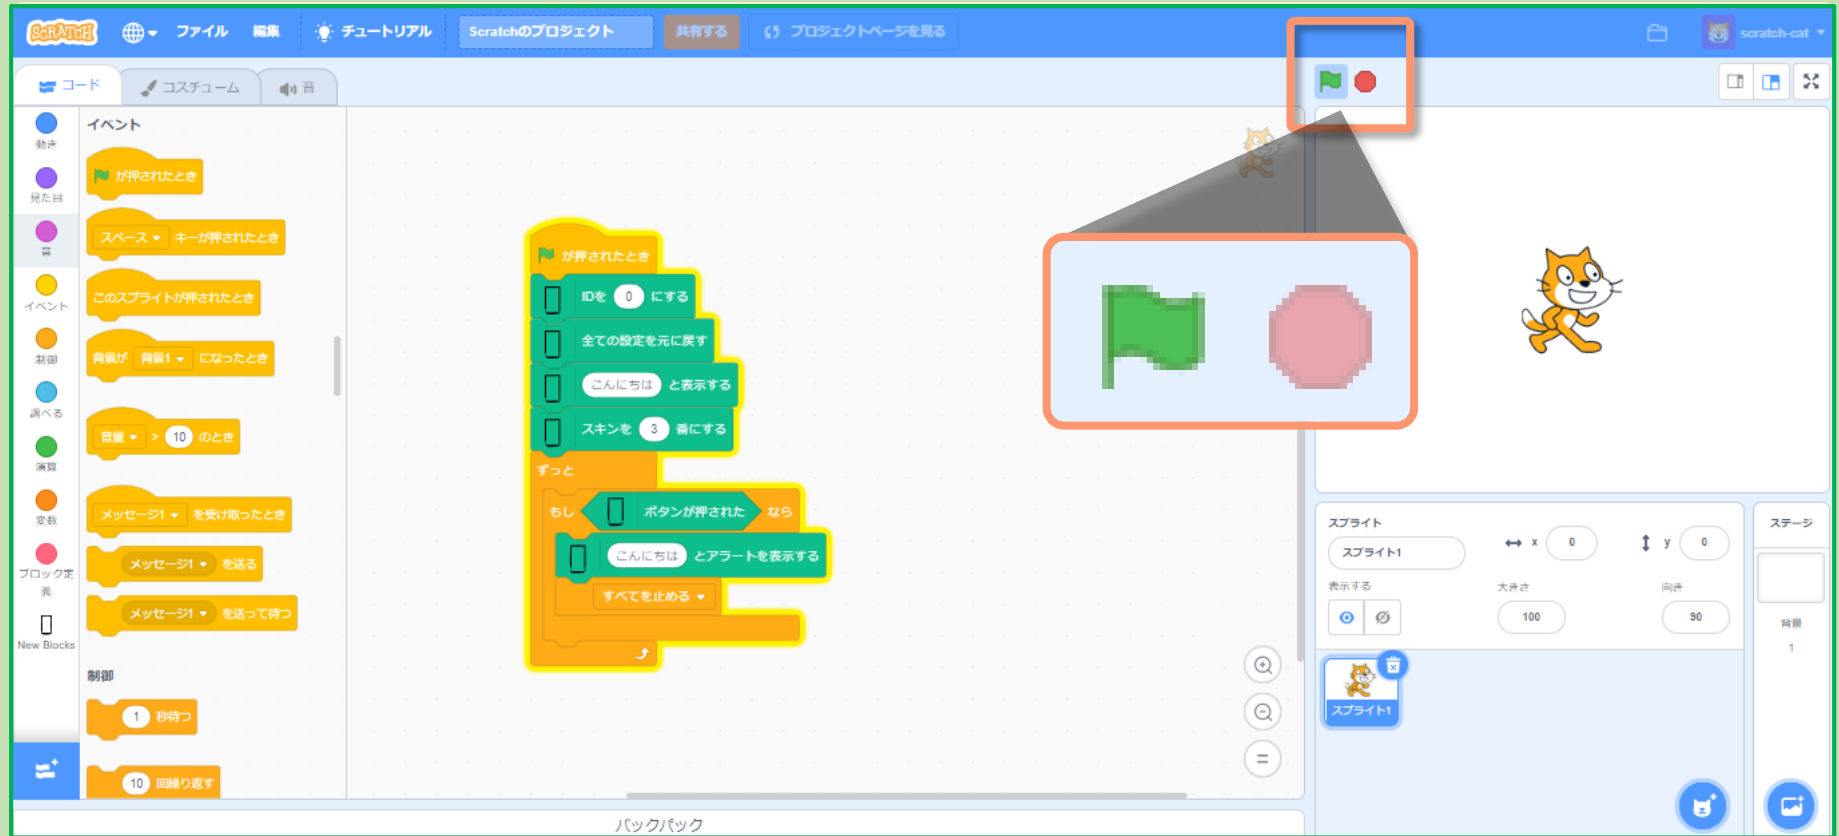 SCRATCH
ファイル
編集
チュートリアル
Scratchのプロジェクト
共有する
プロジェクトページを見る
scratch-cat
コード
コスチューム
音
動き
見た目
音
イベント
制御
調べる
演算
変数
ブロック定
義
New Blocks
イベント
が押されたとき
スペース キーが押されたとき
このスプライトが押されたとき
背景が 背景1 になったとき
音量 > 10 のとき
メッセージ1 を受け取ったとき
メッセージ1 を送る
メッセージ1 を送って待つ
制御
1 秒待つ
10 回繰り返す
が押されたとき
IDを 0 にする
全ての設定を元に戻す
こんにちは と表示する
スキンを 3 番にする
ずっと
もし ボタンが押された なら
こんにちは とアラートを表示する
すべてを止める
スプライト
スプライト1
x 0
y 0
表示する
大きさ
100
向き
90
スプライト1
ステージ
背景
1
バックパック